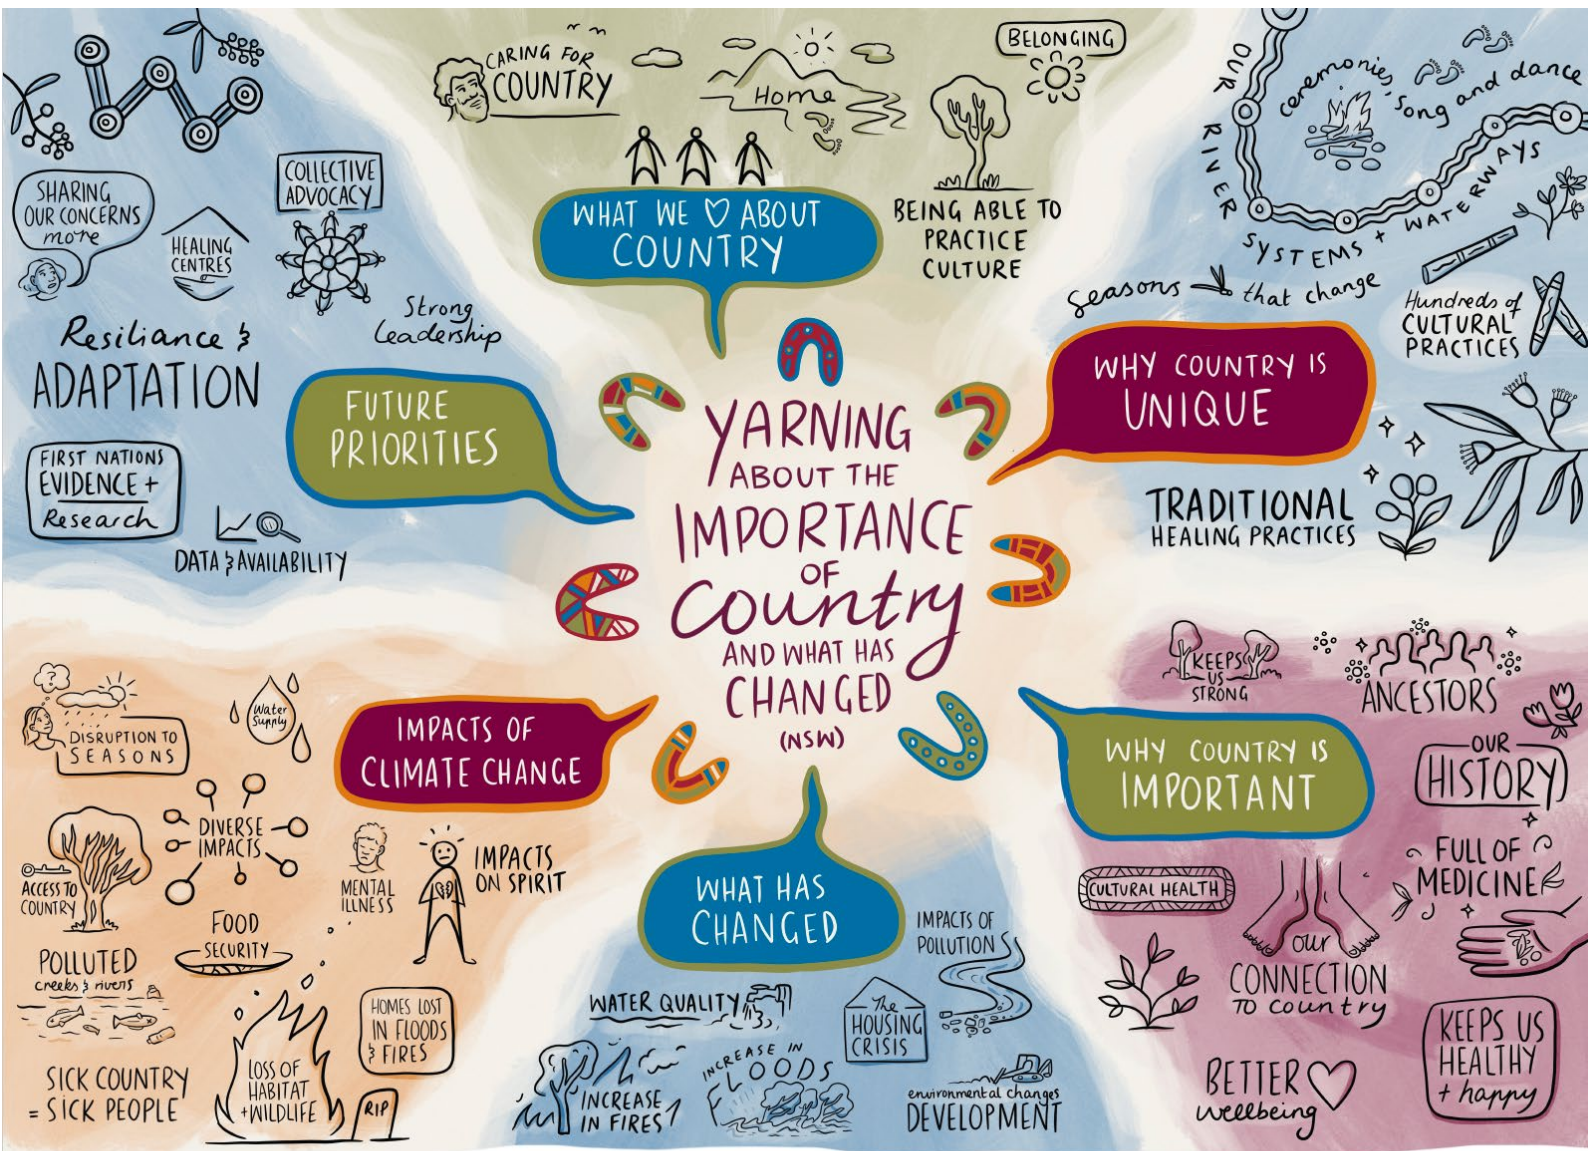 YARNING
ABOUT THE
IMPORTANCE
OF
Country
AND WHAT HAS
CHANGED
(NSW)
WHAT WE ♡ ABOUT
COUNTRY
CARING FOR
COUNTRY
Home
BELONGING
BEING ABLE TO
PRACTICE
CULTURE
WHY COUNTRY IS
UNIQUE
OUR RIVER SYSTEMS + WATERWAYS
ceremonies, song and dance
Seasons that change
Hundreds of
CULTURAL
PRACTICES
TRADITIONAL
HEALING PRACTICES
WHY COUNTRY IS
IMPORTANT
KEEPS
US
STRONG
ANCESTORS
OUR
HISTORY
FULL OF
MEDICINE
CULTURAL HEALTH
our
CONNECTION
TO country
BETTER
wellbeing
KEEPS US
HEALTHY
+ happy
WHAT HAS
CHANGED
IMPACTS OF
POLLUTION
WATER QUALITY
The
HOUSING
CRISIS
INCREASE
IN FIRES
INCREASE IN
FLOODS
environmental changes
DEVELOPMENT
IMPACTS OF
CLIMATE CHANGE
?
DISRUPTION TO
SEASONS
Water
Supply
DIVERSE
IMPACTS
ACCESS TO
COUNTRY
MENTAL
ILLNESS
IMPACTS
ON SPIRIT
FOOD
SECURITY
POLLUTED
creeks & rivers
HOMES LOST
IN FLOODS
& FIRES
SICK COUNTRY
= SICK PEOPLE
LOSS OF
HABITAT
+ WILDLIFE
RIP
FUTURE
PRIORITIES
SHARING
OUR CONCERNS
more
HEALING
CENTRES
COLLECTIVE
ADVOCACY
Strong
Leadership
Resiliance &
ADAPTATION
FIRST NATIONS
EVIDENCE +
Research
DATA & AVAILABILITY